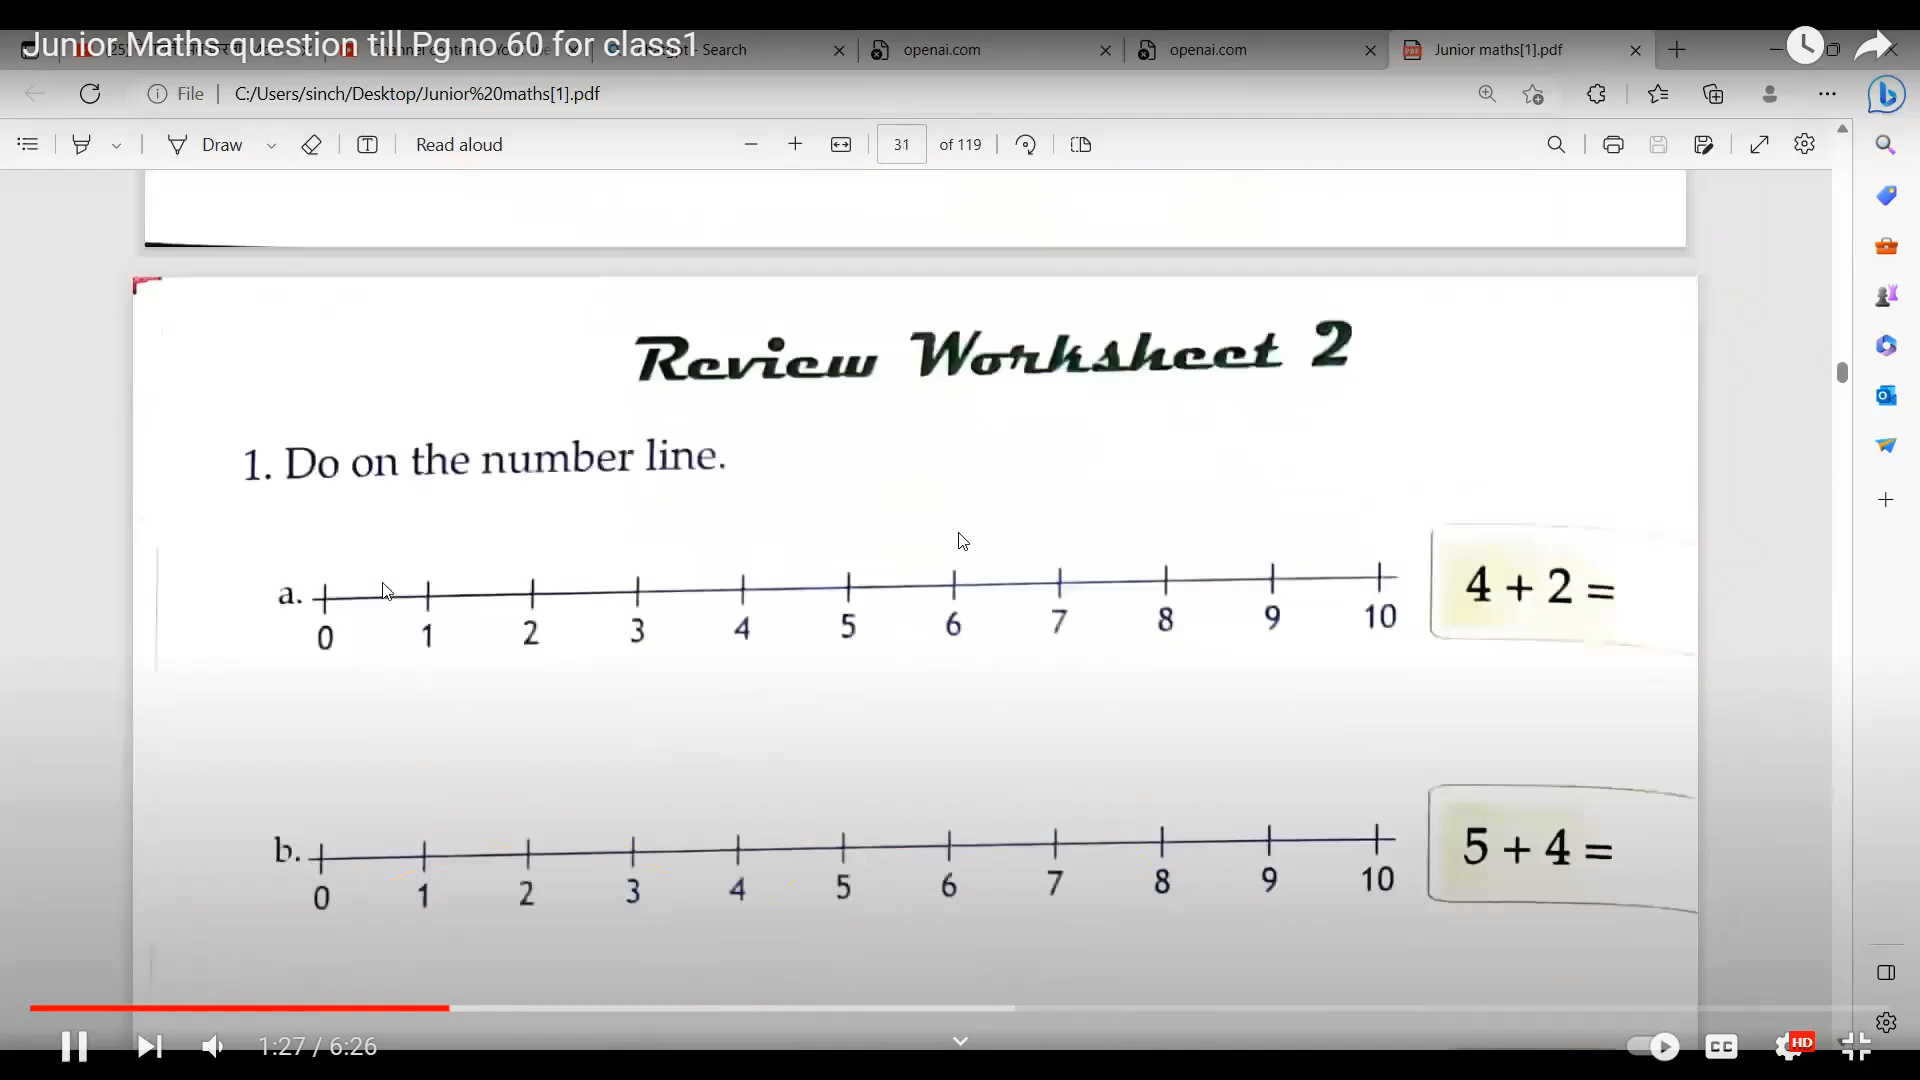 Junior Maths question till Pg no 60 for class1
Search
openai.com
openai.com
Junior maths[1].pdf
File
C:/Users/sinch/Desktop/Junior%20maths[1].pdf
Draw
Read aloud
31
of 119
Review Worksheet 2
1. Do on the number line.
a.
0 1 2 3 4 5 6 7 8 9 10
4 + 2 =
b.
0 1 2 3 4 5 6 7 8 9 10
5 + 4 =
1:27 / 6:26
CC
HD